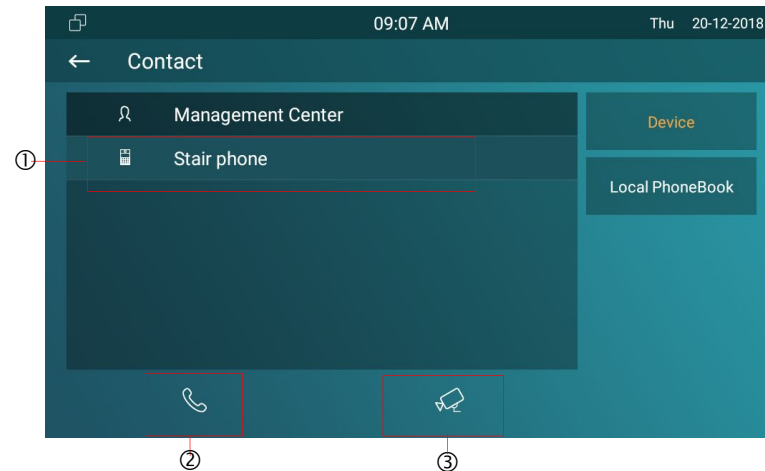 09:07 AM Thu 20-12-2018
Contact
Management Center
Device
① Stair phone
Local PhoneBook
② ③